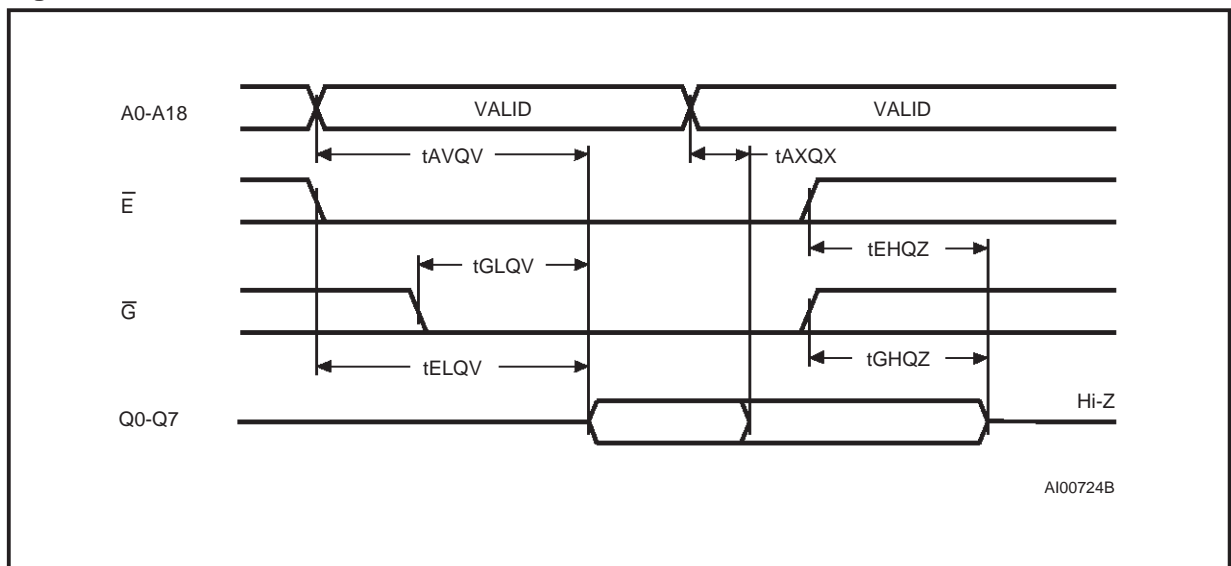 A0-A18
VALID
VALID
tAVQV
tAXQX
E̅
tEHQZ
tGLQV
G̅
tGHQZ
tELQV
Q0-Q7
Hi-Z
AI00724B